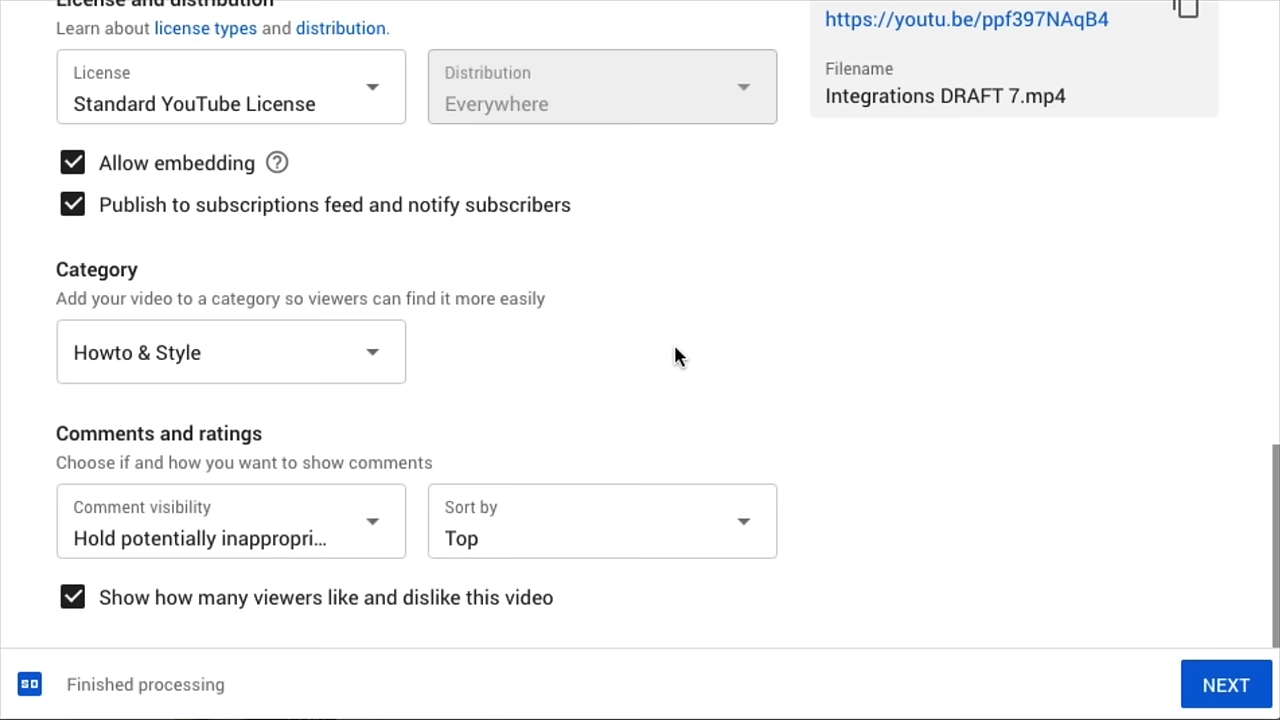 License and distribution
https://youtu.be/ppf397NAqB4
Learn about license types and distribution.
Filename
License
Distribution
Integrations DRAFT 7.mp4
Standard YouTube License
Everywhere
Allow embedding ?
Publish to subscriptions feed and notify subscribers
Category
Add your video to a category so viewers can find it more easily
Howto & Style
Comments and ratings
Choose if and how you want to show comments
Comment visibility
Sort by
Hold potentially inappropri...
Top
Show how many viewers like and dislike this video
SD
Finished processing
NEXT